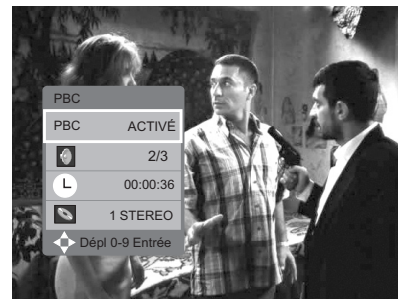 PBC
PBC ACTIVÉ
2/3
00:00:36
1 STEREO
Dépl 0-9 Entrée